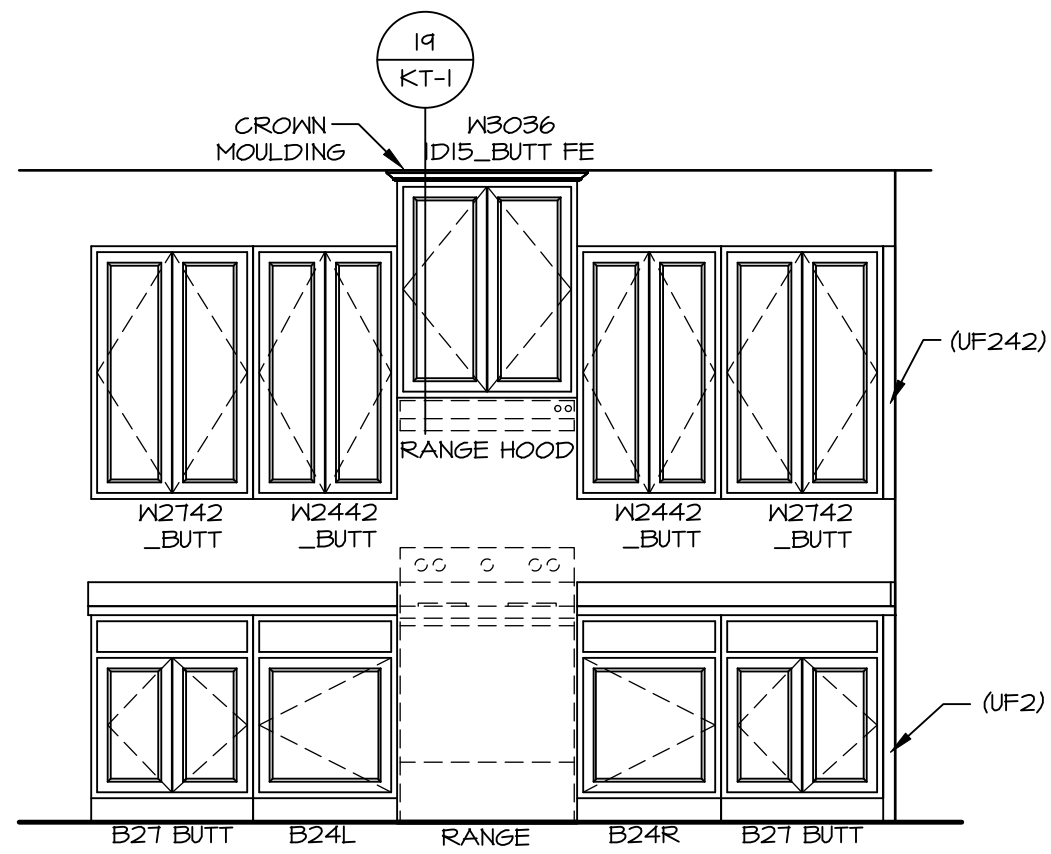 19
KT-1
CROWN
MOULDING
W3036
1D15_BUTT FE
(UF242)
RANGE HOOD
W2742
_BUTT
W2442
_BUTT
W2442
_BUTT
W2742
_BUTT
(UF2)
B27 BUTT
B24L
RANGE
B24R
B27 BUTT